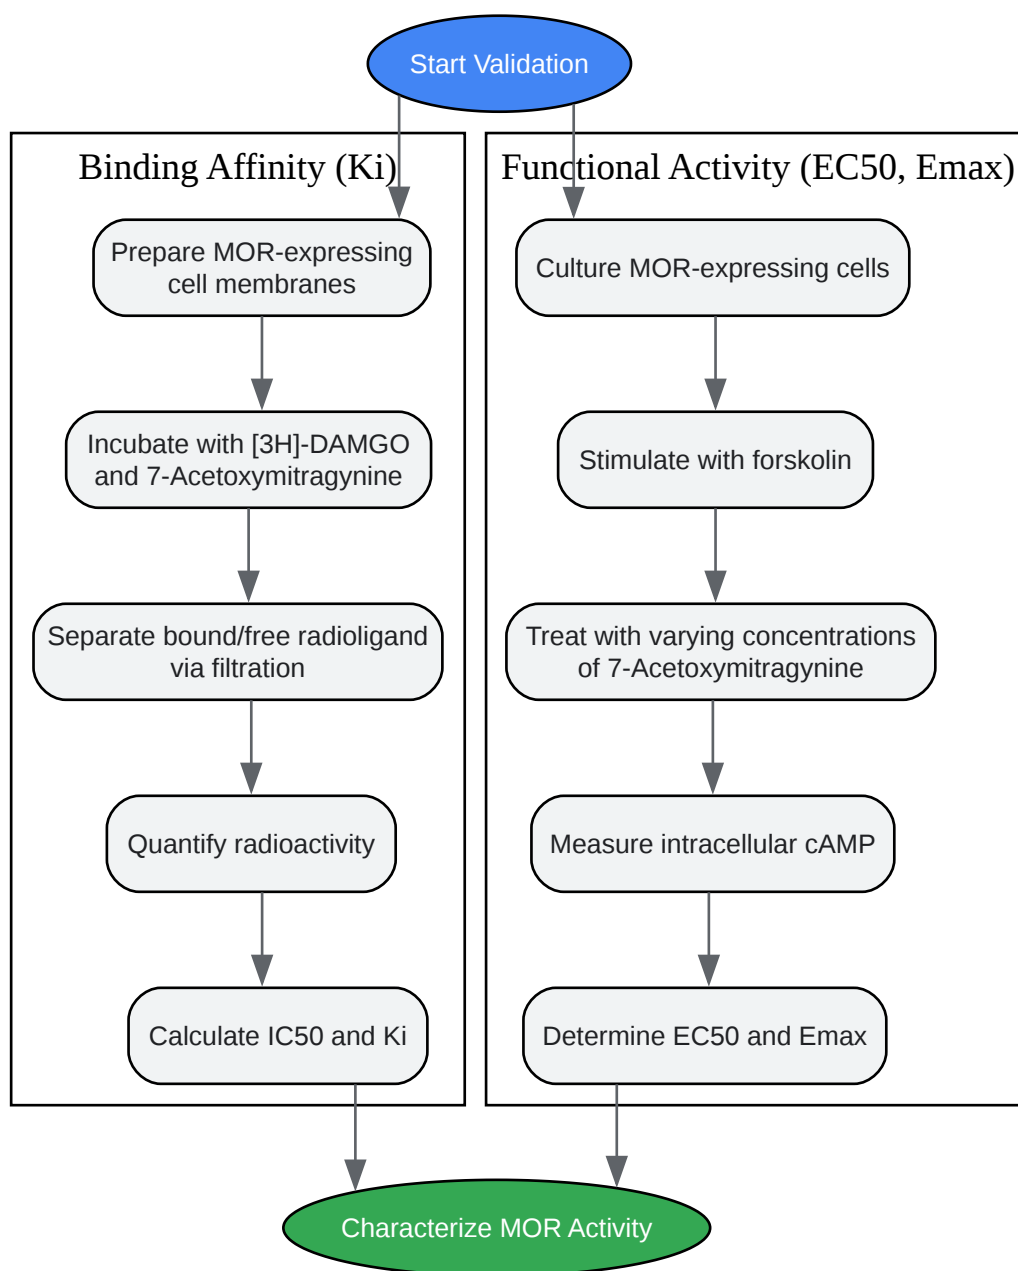 Start Validation
Binding Affinity (Ki)
Prepare MOR-expressing
cell membranes
Incubate with [3H]-DAMGO
and 7-Acetoxymitragynine
Separate bound/free radioligand
via filtration
Quantify radioactivity
Calculate IC50 and Ki
Functional Activity (EC50, Emax)
Culture MOR-expressing cells
Stimulate with forskolin
Treat with varying concentrations
of 7-Acetoxymitragynine
Measure intracellular cAMP
Determine EC50 and Emax
Characterize MOR Activity